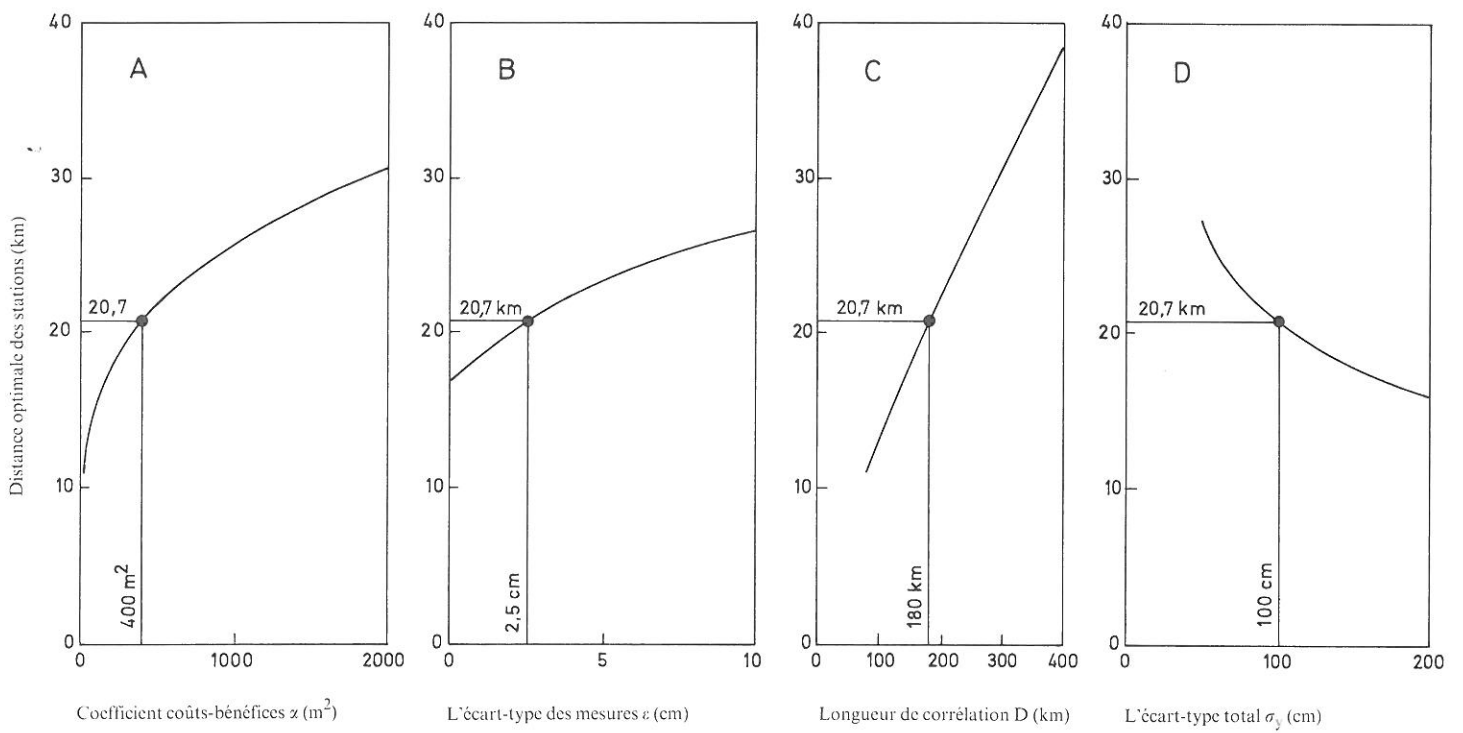 Distance optimale des stations (km)
A
40
30
20
10
0
20,7
400 m²
0 1000 2000
Coefficient coûts-bénéfices α (m²)
B
40
30
20
10
0
20,7 km
2,5 cm
0 5 10
L'écart-type des mesures ε (cm)
C
40
30
20
10
0
20,7 km
180 km
0 100 200 300 400
Longueur de corrélation D (km)
D
40
30
20
10
0
20,7 km
100 cm
0 100 200
L'écart-type total σy (cm)